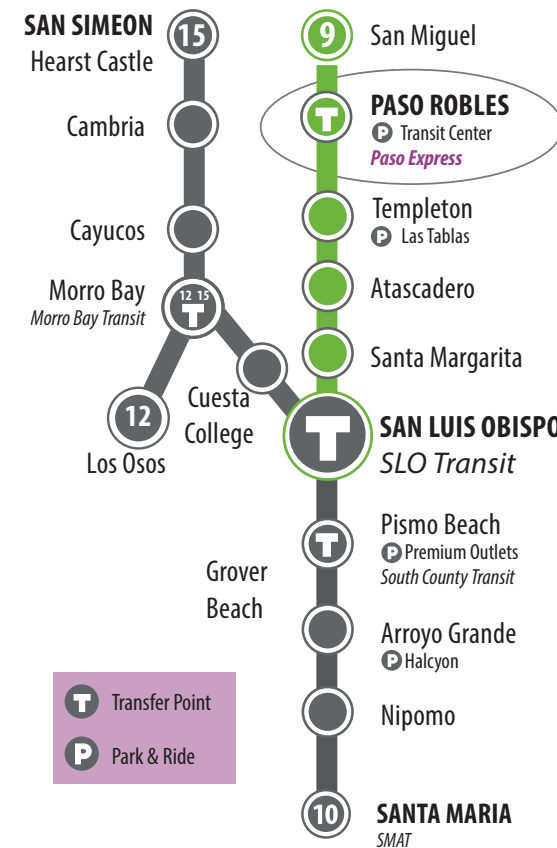 SAN SIMEON
Hearst Castle
15
Cambria
Cayucos
Morro Bay
Morro Bay Transit
12 15
T
12
Los Osos
Cuesta
College
9
San Miguel
T
PASO ROBLES
P Transit Center
Paso Express
Templeton
P Las Tablas
Atascadero
Santa Margarita
T
SAN LUIS OBISPO
SLO Transit
T
Pismo Beach
P Premium Outlets
South County Transit
Grover
Beach
Arroyo Grande
P Halcyon
Nipomo
10
SANTA MARIA
SMAT
T Transfer Point
P Park & Ride